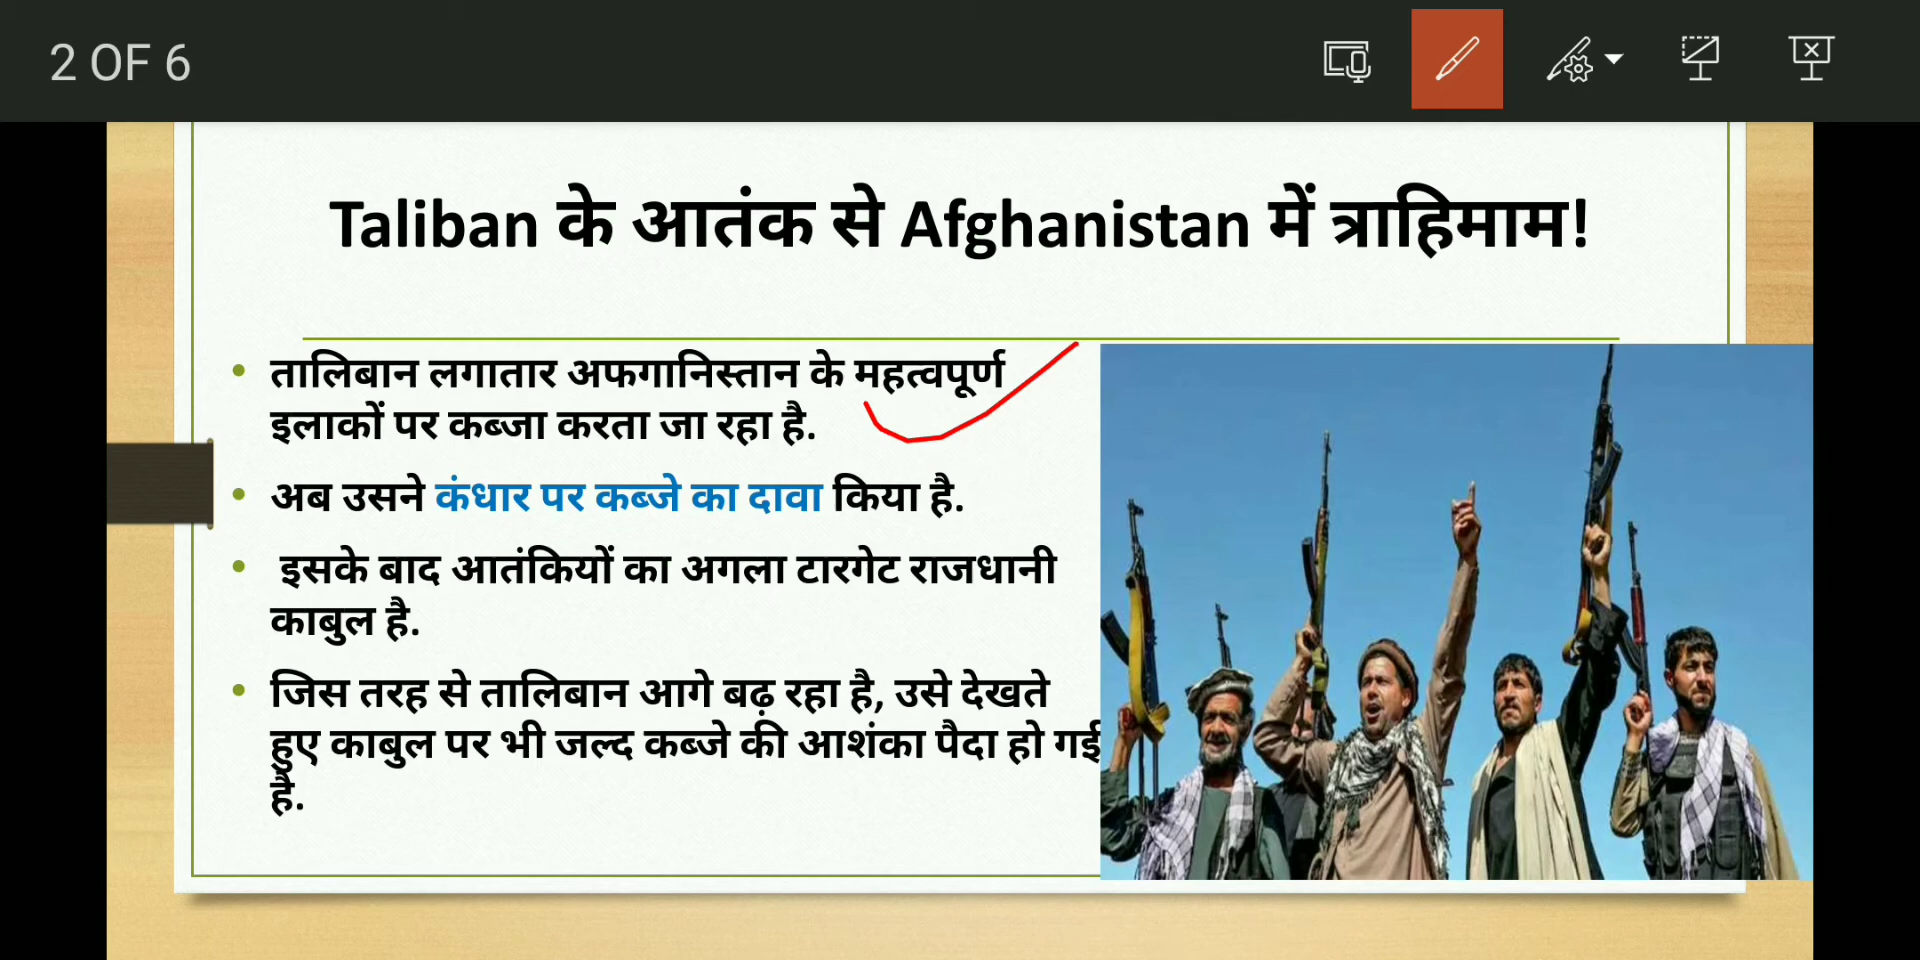 2 OF 6
Taliban के आतंक से Afghanistan में त्राहिमाम!
• तालिबान लगातार अफगानिस्तान के महत्वपूर्ण
इलाकों पर कब्जा करता जा रहा है.
• अब उसने कंधार पर कब्जे का दावा किया है.
• इसके बाद आतंकियों का अगला टारगेट राजधानी
काबुल है.
• जिस तरह से तालिबान आगे बढ़ रहा है, उसे देखते
हुए काबुल पर भी जल्द कब्जे की आशंका पैदा हो गई
है.